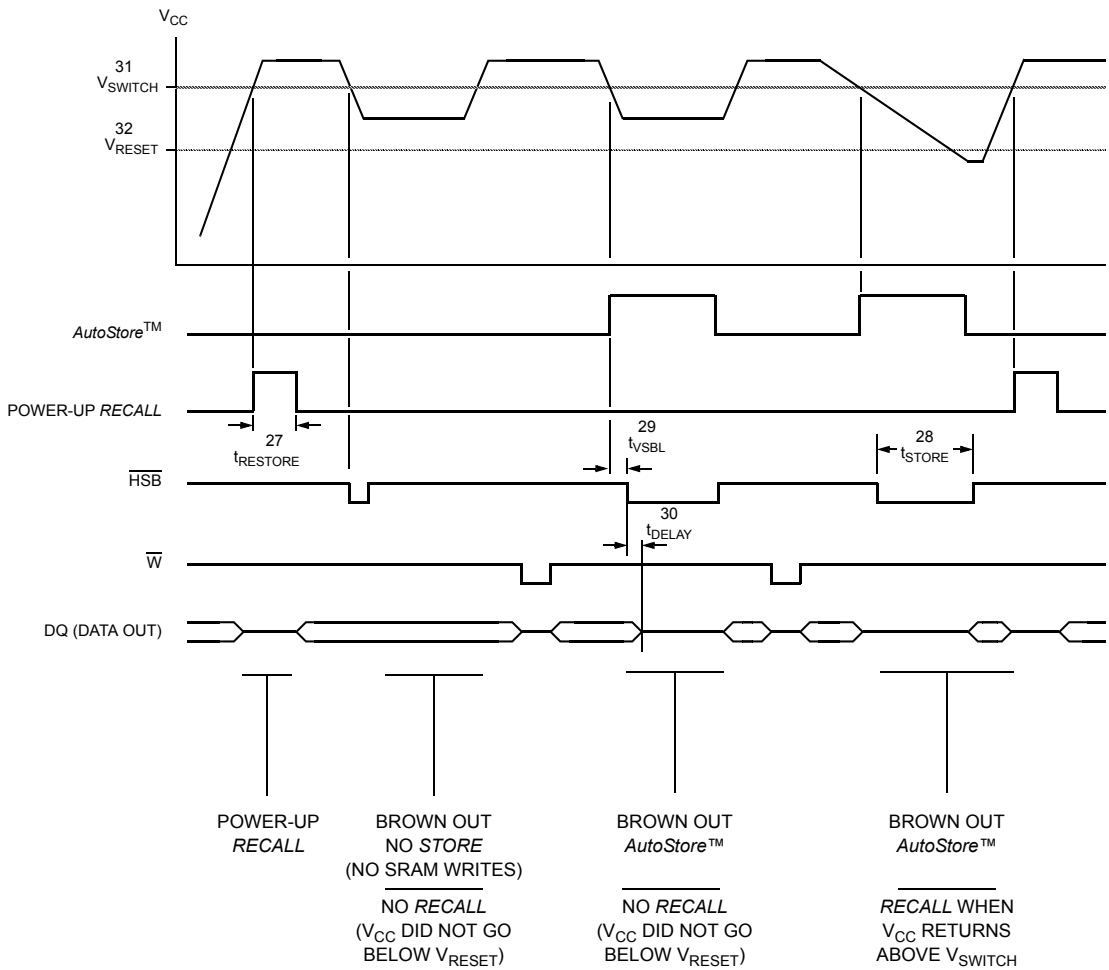 VCC
31
VSWITCH
32
VRESET
AutoStore™
POWER-UP RECALL
27
tRESTORE
29
tVSBL
28
tSTORE
HSB
30
tDELAY
W
DQ (DATA OUT)
POWER-UP
RECALL
BROWN OUT
NO STORE
(NO SRAM WRITES)
NO RECALL
(VCC DID NOT GO
BELOW VRESET)
BROWN OUT
AutoStore™
NO RECALL
(VCC DID NOT GO
BELOW VRESET)
BROWN OUT
AutoStore™
RECALL WHEN
VCC RETURNS
ABOVE VSWITCH